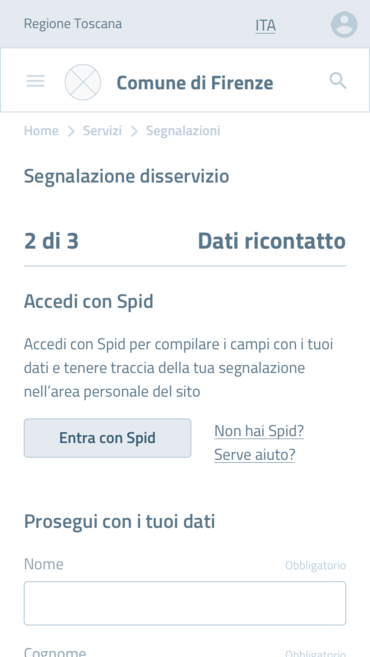 Regione Toscana
ITA
Comune di Firenze
Home > Servizi > Segnalazioni
Segnalazione disservizio
2 di 3
Dati ricontatto
Accedi con Spid
Accedi con Spid per compilare i campi con i tuoi
dati e tenere traccia della tua segnalazione
nell'area personale del sito
Entra con Spid
Non hai Spid?
Serve aiuto?
Prosegui con i tuoi dati
Nome
Obbligatorio
Cognome
Obbligatorio